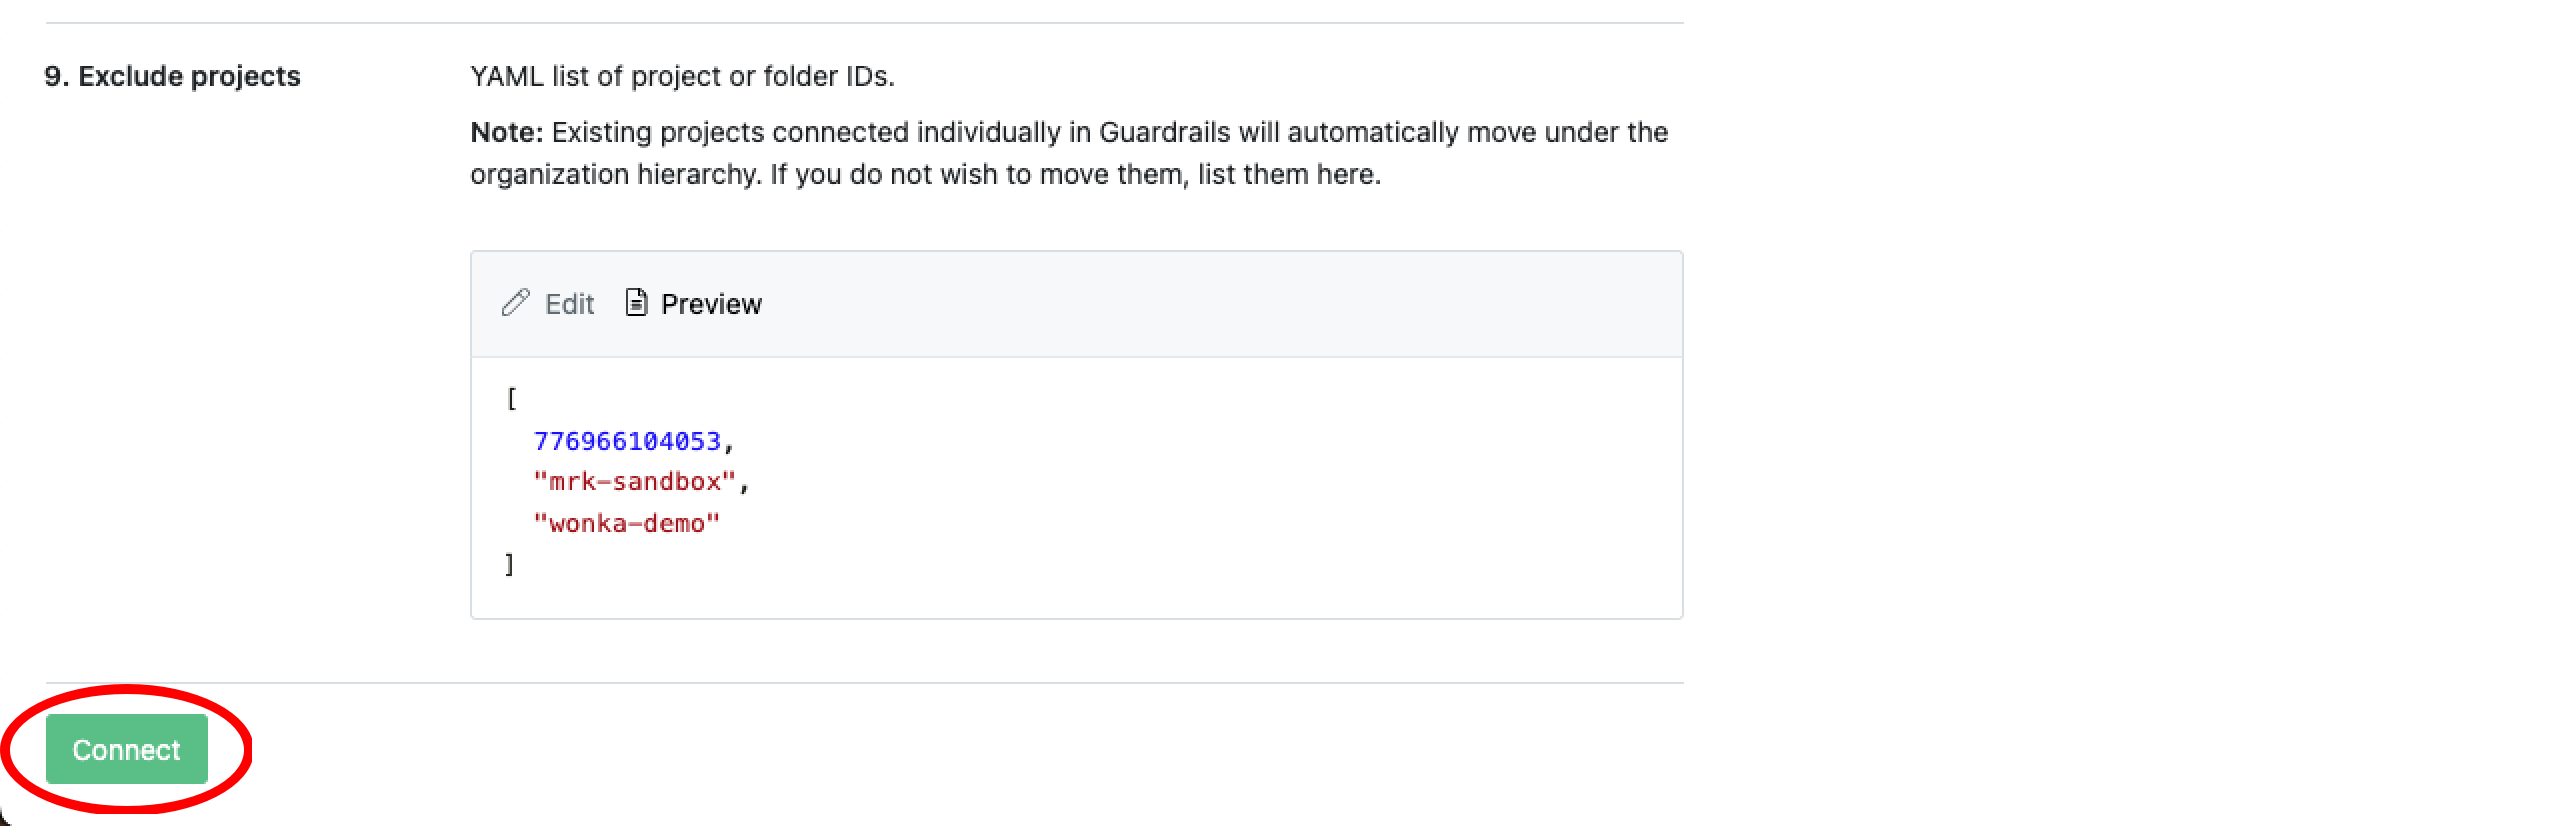 9. Exclude projects
YAML list of project or folder IDs.
Note: Existing projects connected individually in Guardrails will automatically move under the
organization hierarchy. If you do not wish to move them, list them here.
Edit Preview
[
776966104053,
"mrk-sandbox",
"wonka-demo"
]
Connect